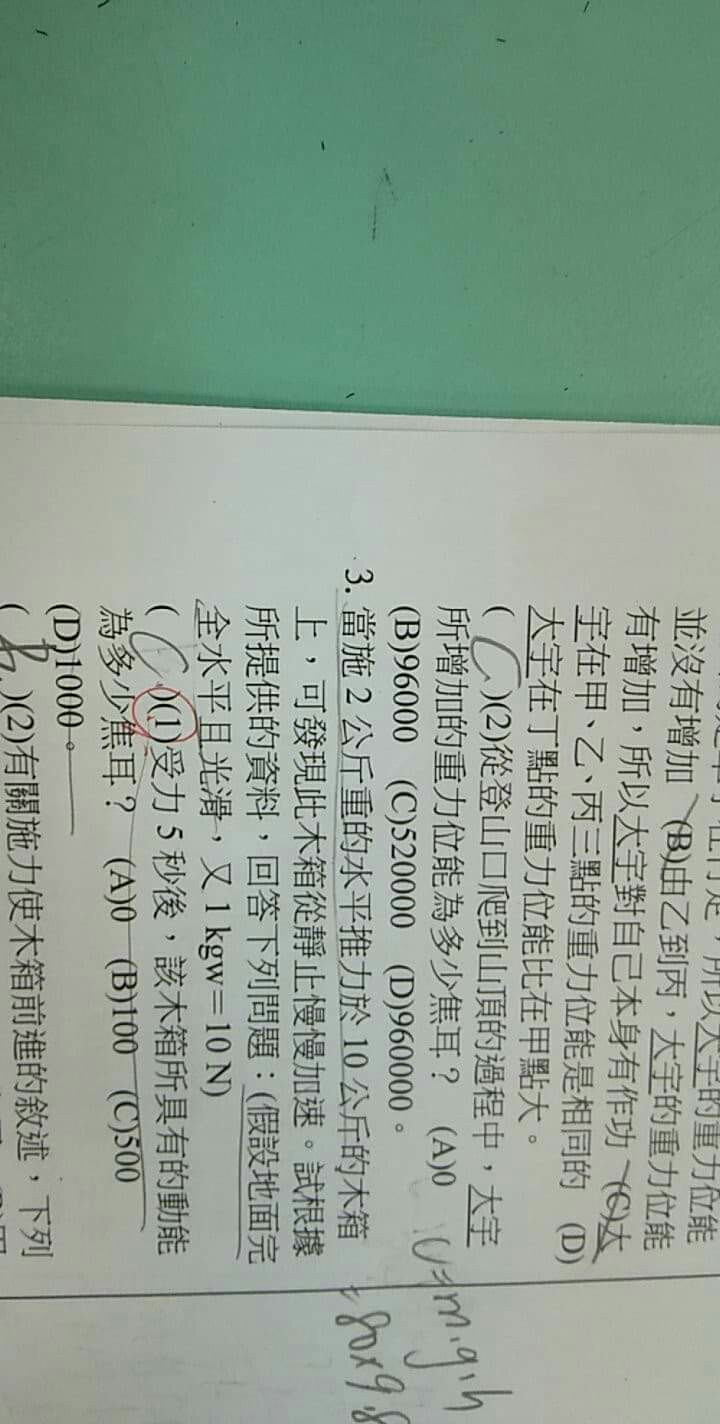 並沒有增加 (B)由乙到丙，大宇的重力位能
有增加，所以大宇對自己本身有作功 (C)大
宇在甲、乙、丙三點的重力位能是相同的 (D)
大宇在丁點的重力位能比在甲點大。
( C )(2)從登山口爬到山頂的過程中，大宇
所增加的重力位能為多少焦耳？ (A)0
(B)96000 (C)520000 (D)960000。
U=m.g.h
=80×9.8
3. 當施 2 公斤重的水平推力於 10 公斤的木箱
上，可發現此木箱從靜止慢慢加速。試根據
所提供的資料，回答下列問題：(假設地面完
全水平且光滑，又 1 kgw＝10 N)
( C )(1)受力 5 秒後，該木箱所具有的動能
為多少焦耳？ (A)0 (B)100 (C)500
(D)1000。
( )(2)有關施力使木箱前進的敘述，下列